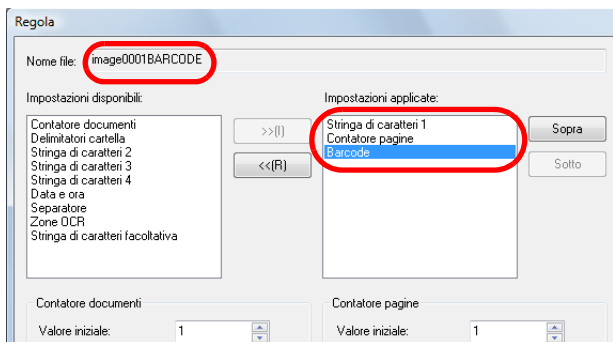 Regola
Nome file: image0001BARCODE
Impostazioni disponibili:
Contatore documenti
Delimitatori cartella
Stringa di caratteri 2
Stringa di caratteri 3
Stringa di caratteri 4
Data e ora
Separatore
Zone OCR
Stringa di caratteri facoltativa
>>(I)
<<(R)
Impostazioni applicate:
Stringa di caratteri 1
Contatore pagine
Barcode
Sopra
Sotto
Contatore documenti
Valore iniziale: 1
Contatore pagine
Valore iniziale: 1